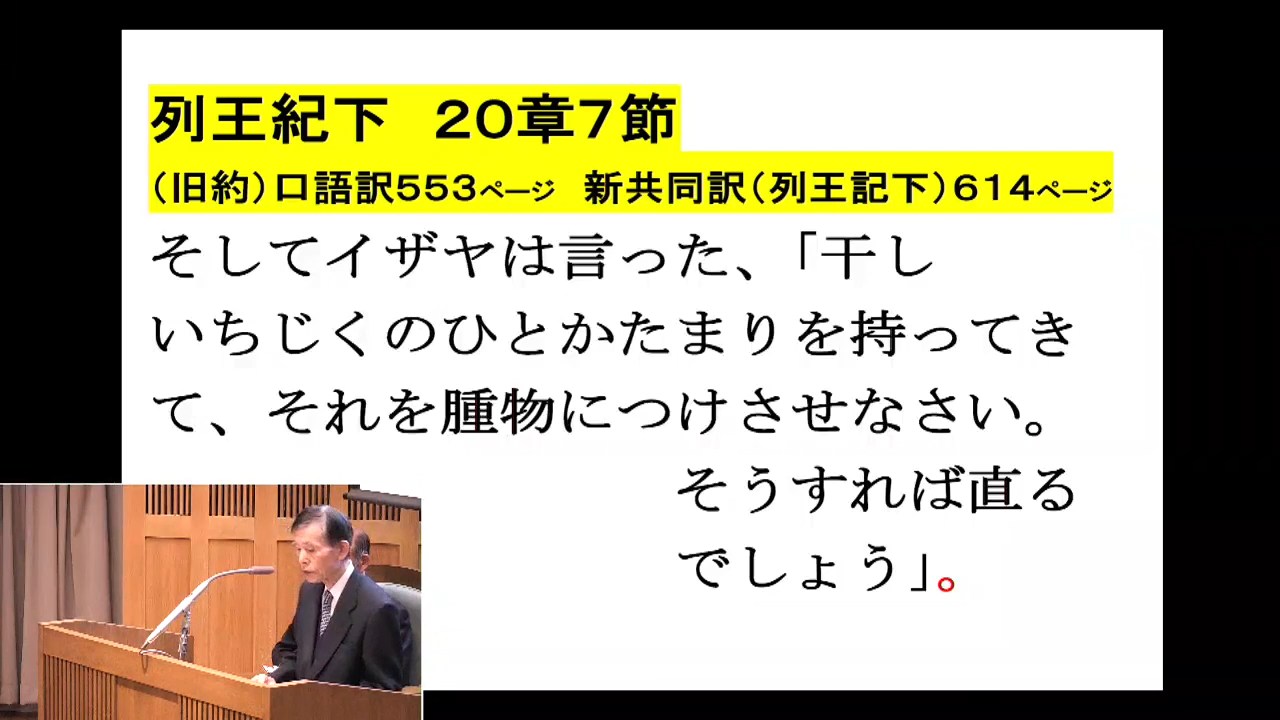 列王紀下　２０章７節
（旧約）口語訳５５３ページ　新共同訳（列王記下）６１４ページ
そしてイザヤは言った、「干し
いちじくのひとかたまりを持ってき
て、それを腫物につけさせなさい。
そうすれば直る
でしょう」。